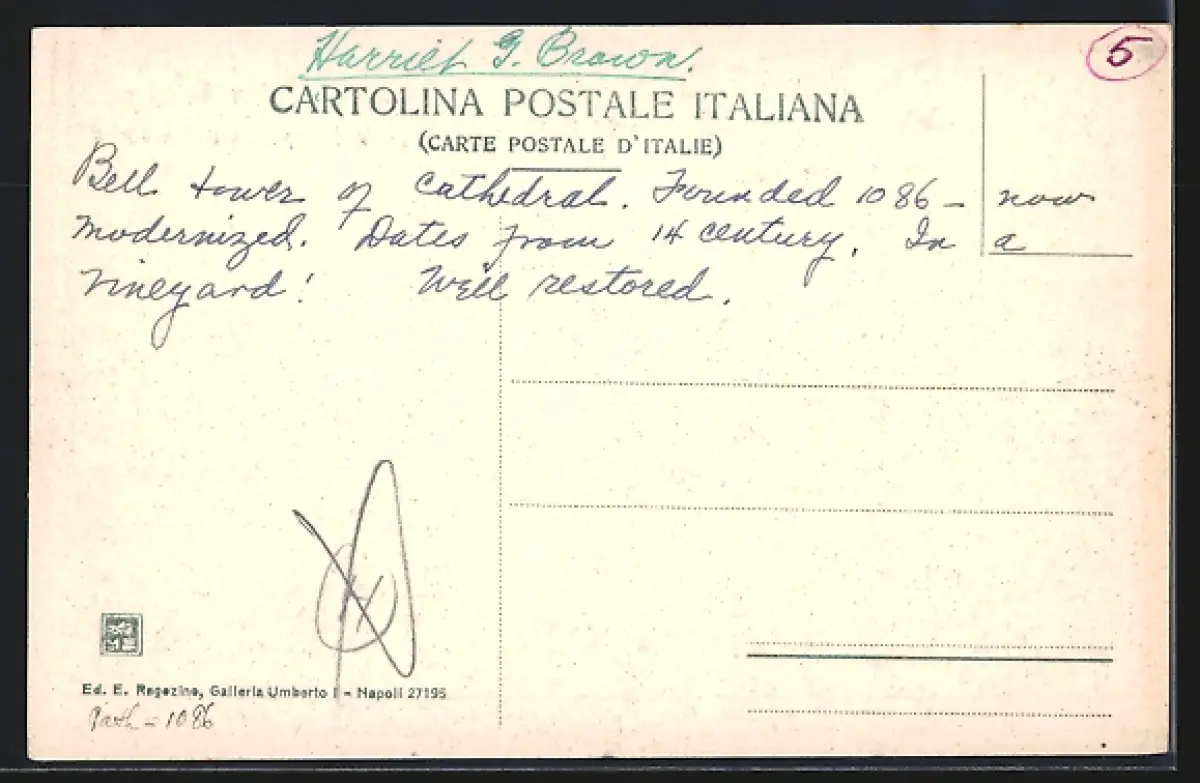 Harriet G. Brown.
5
CARTOLINA POSTALE ITALIANA
(CARTE POSTALE D'ITALIE)
Bell tower of Cathedral. Founded 1086 - now
modernized. Dates from 14 century. In a
vineyard! Well restored.
Ed. E. Ragozino, Galleria Umberto I - Napoli 27195
- 1086